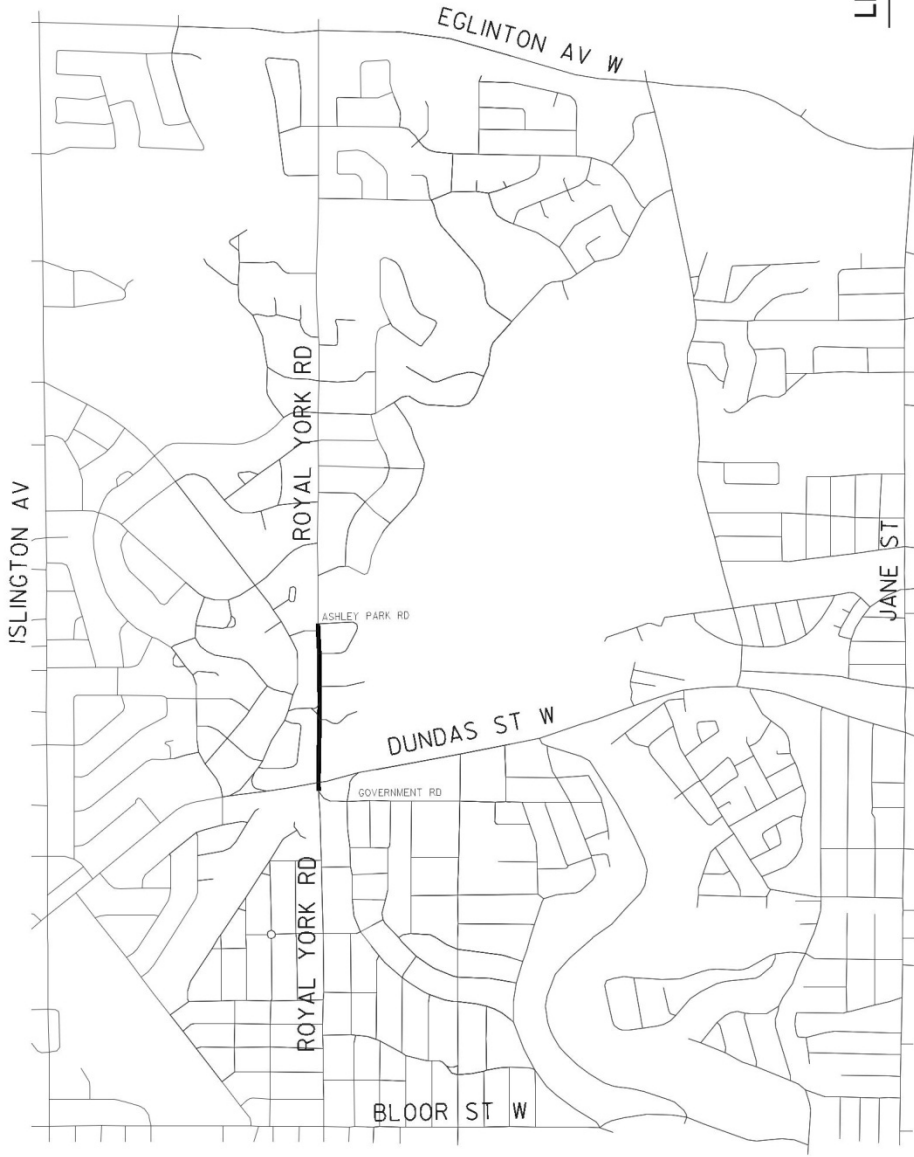 EGLINTON AV W
ROYAL YORK RD
ISLINGTON AV
JANE ST
ASHLEY PARK RD
DUNDAS ST W
GOVERNMENT RD
ROYAL YORK RD
BLOOR ST W